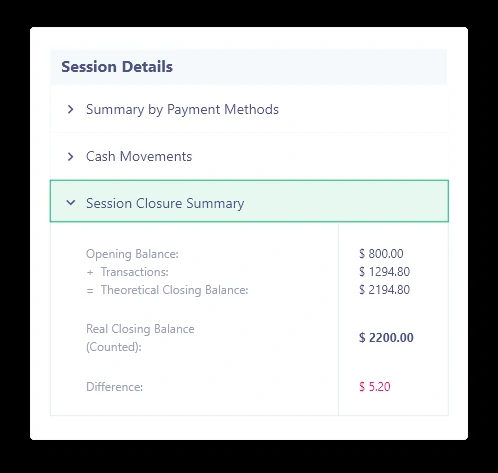 Session Details
Summary by Payment Methods
Cash Movements
Session Closure Summary
Opening Balance: $ 800.00
+ Transactions: $ 1294.80
= Theoretical Closing Balance: $ 2194.80
Real Closing Balance
(Counted): $ 2200.00
Difference: $ 5.20